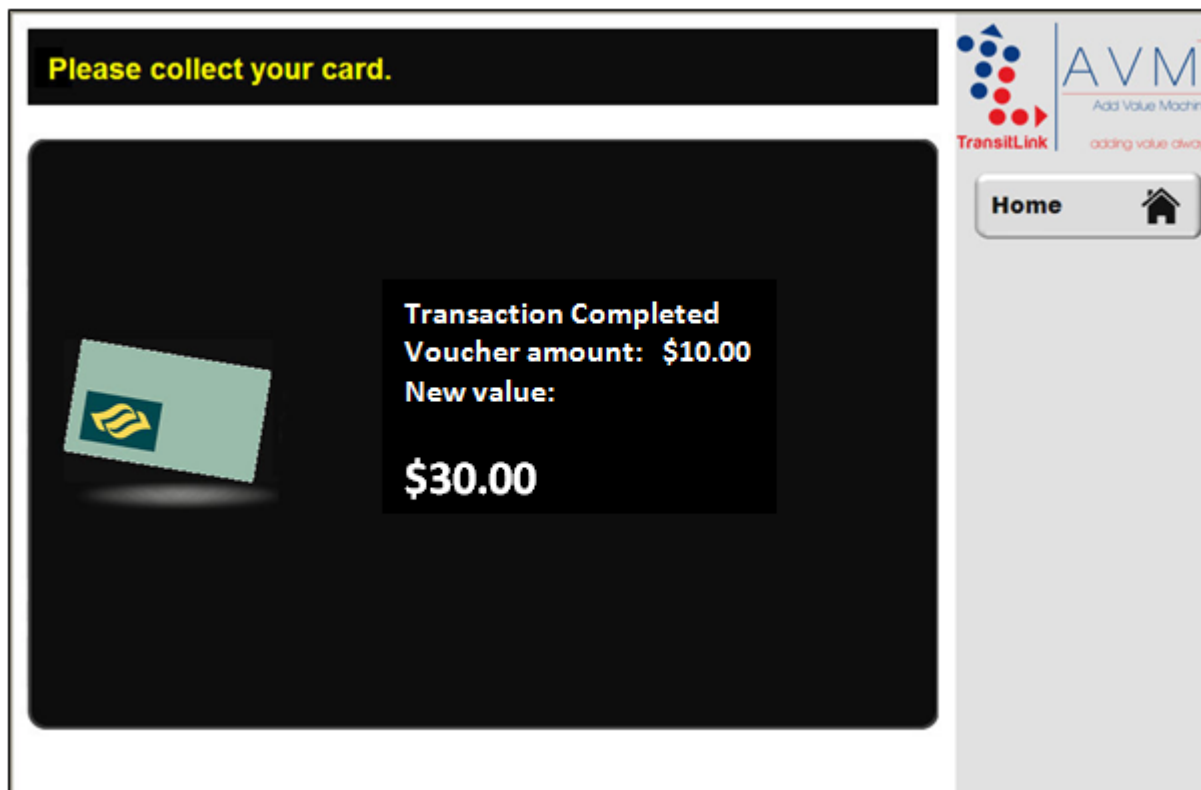 Please collect your card.
Transaction Completed
Voucher amount: $10.00
New value:
$30.00
AVM
Add Value Machin
TransitLink
adding value alwa
Home